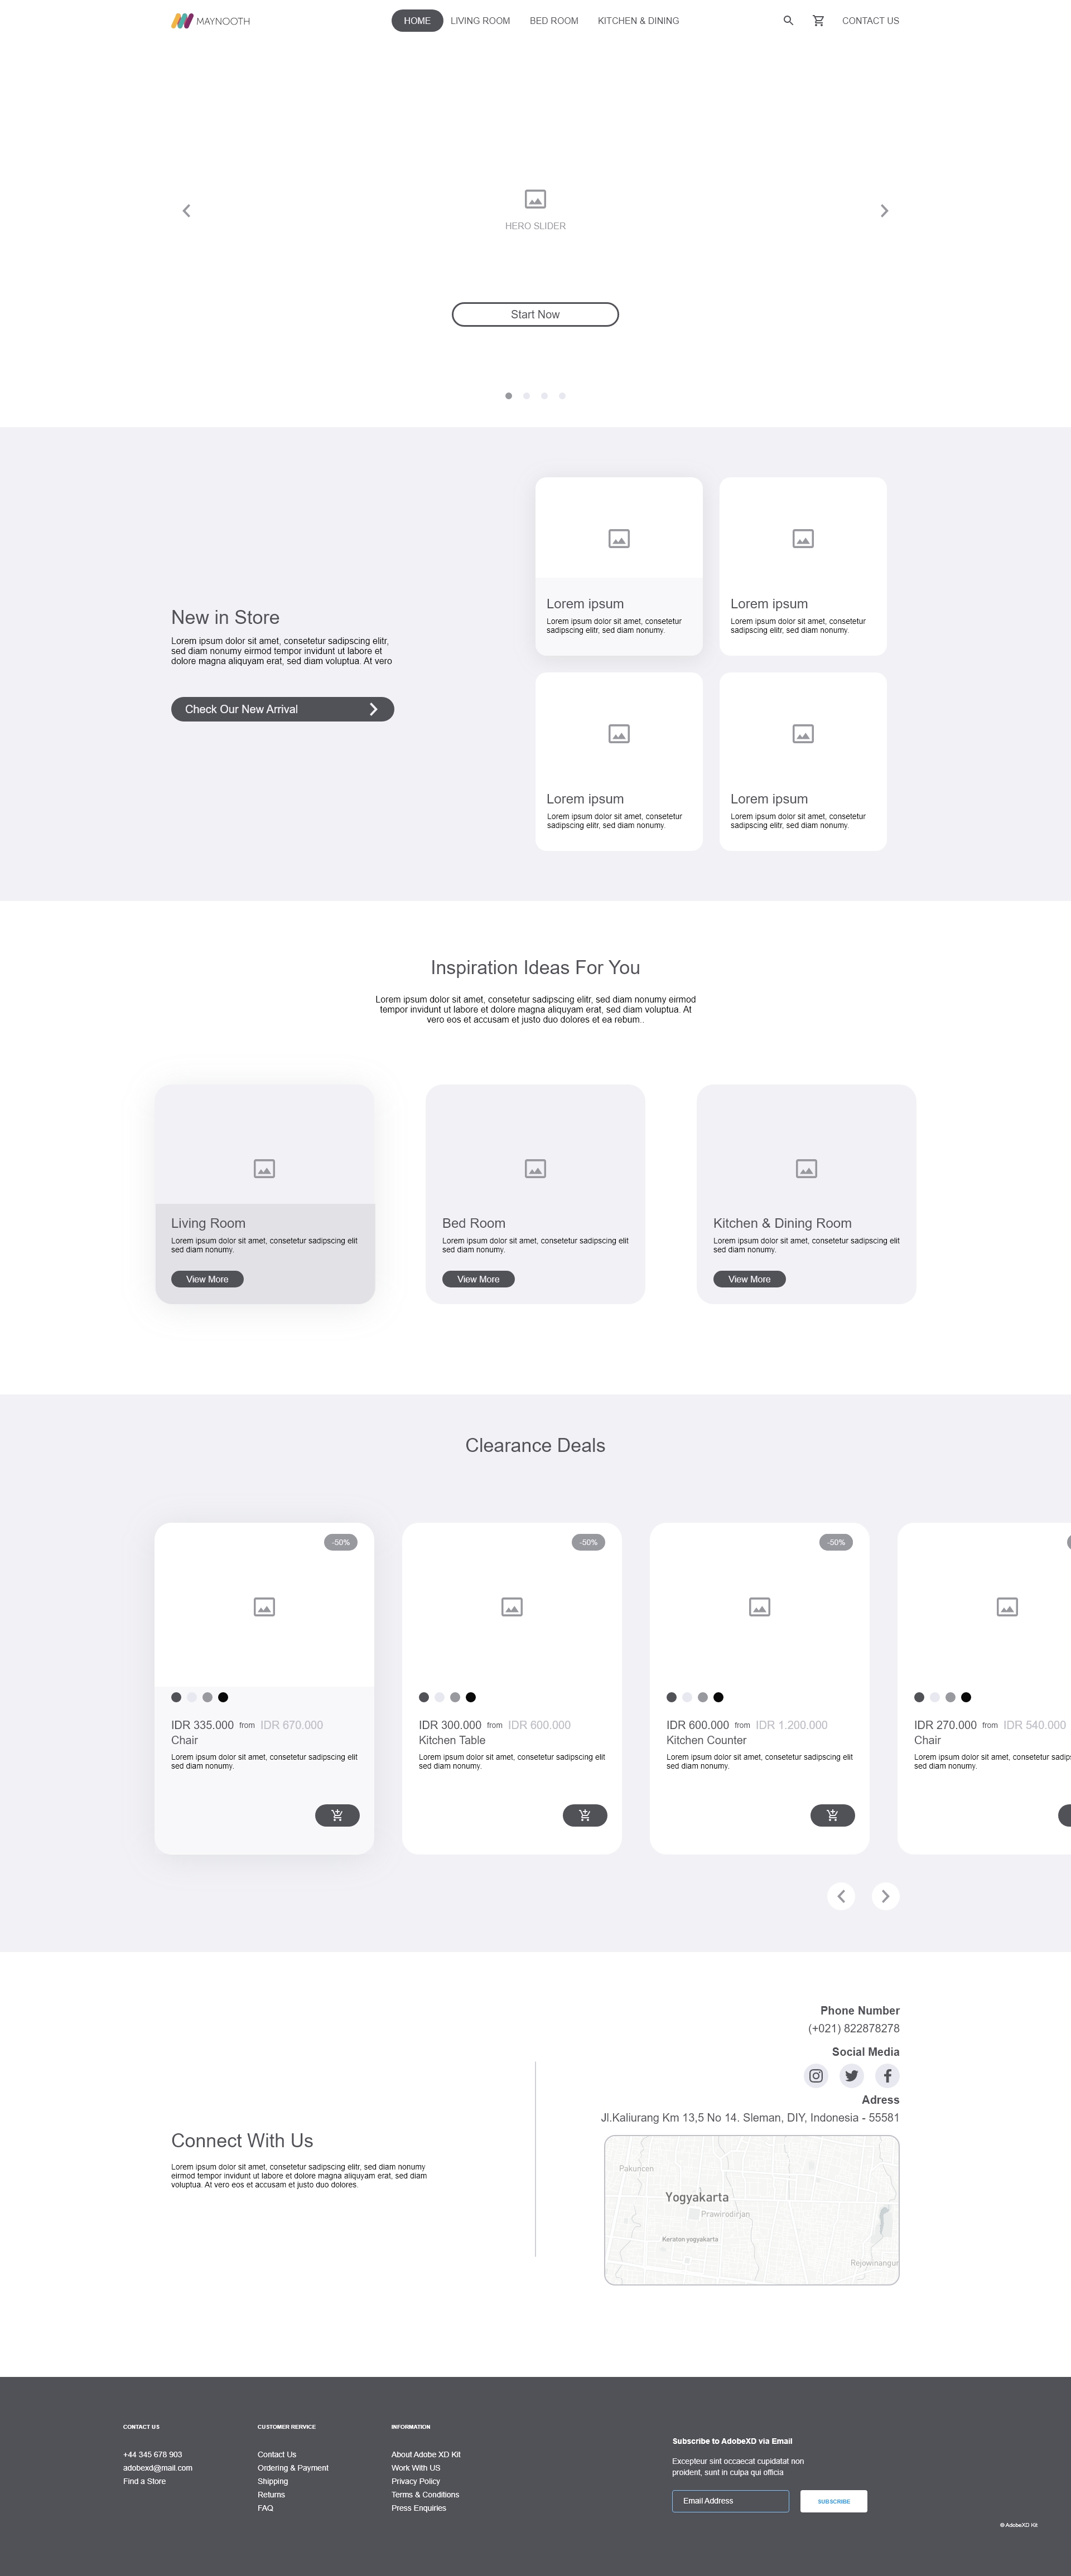 MAYNOOTH
HOME
LIVING ROOM
BED ROOM
KITCHEN & DINING
CONTACT US
HERO SLIDER
Start Now
New in Store
Lorem ipsum dolor sit amet, consetetur sadipscing elitr,
sed diam nonumy eirmod tempor invidunt ut labore et
dolore magna aliquyam erat, sed diam voluptua. At vero
Check Our New Arrival
Lorem ipsum
Lorem ipsum dolor sit amet, consetetur
sadipscing elitr, sed diam nonumy.
Lorem ipsum
Lorem ipsum dolor sit amet, consetetur
sadipscing elitr, sed diam nonumy.
Lorem ipsum
Lorem ipsum dolor sit amet, consetetur
sadipscing elitr, sed diam nonumy.
Lorem ipsum
Lorem ipsum dolor sit amet, consetetur
sadipscing elitr, sed diam nonumy.
Inspiration Ideas For You
Lorem ipsum dolor sit amet, consetetur sadipscing elitr, sed diam nonumy eirmod
tempor invidunt ut labore et dolore magna aliquyam erat, sed diam voluptua. At
vero eos et accusam et justo duo dolores et ea rebum..
Living Room
Lorem ipsum dolor sit amet, consetetur sadipscing elit
sed diam nonumy.
View More
Bed Room
Lorem ipsum dolor sit amet, consetetur sadipscing elit
sed diam nonumy.
View More
Kitchen & Dining Room
Lorem ipsum dolor sit amet, consetetur sadipscing elit
sed diam nonumy.
View More
Clearance Deals
-50%
IDR 335.000 from IDR 670.000
Chair
Lorem ipsum dolor sit amet, consetetur sadipscing elit
sed diam nonumy.
-50%
IDR 300.000 from IDR 600.000
Kitchen Table
Lorem ipsum dolor sit amet, consetetur sadipscing elit
sed diam nonumy.
-50%
IDR 600.000 from IDR 1.200.000
Kitchen Counter
Lorem ipsum dolor sit amet, consetetur sadipscing elit
sed diam nonumy.
IDR 270.000 from IDR 540.000
Chair
Lorem ipsum dolor sit amet, consetetur sadips
sed diam nonumy.
Connect With Us
Lorem ipsum dolor sit amet, consetetur sadipscing elitr, sed diam nonumy
eirmod tempor invidunt ut labore et dolore magna aliquyam erat, sed diam
voluptua. At vero eos et accusam et justo duo dolores.
Phone Number
(+021) 822878278
Social Media
Adress
Jl.Kaliurang Km 13,5 No 14. Sleman, DIY, Indonesia - 55581
Pakuncen
Yogyakarta
Prawirodirjan
Keraton yogyakarta
Rejowinangun
CONTACT US
+44 345 678 903
adobexd@mail.com
Find a Store
CUSTOMER RERVICE
Contact Us
Ordering & Payment
Shipping
Returns
FAQ
INFORMATION
About Adobe XD Kit
Work With US
Privacy Policy
Terms & Conditions
Press Enquiries
Subscribe to AdobeXD via Email
Excepteur sint occaecat cupidatat non
proident, sunt in culpa qui officia
Email Address
SUBSCRIBE
© AdobeXD Kit